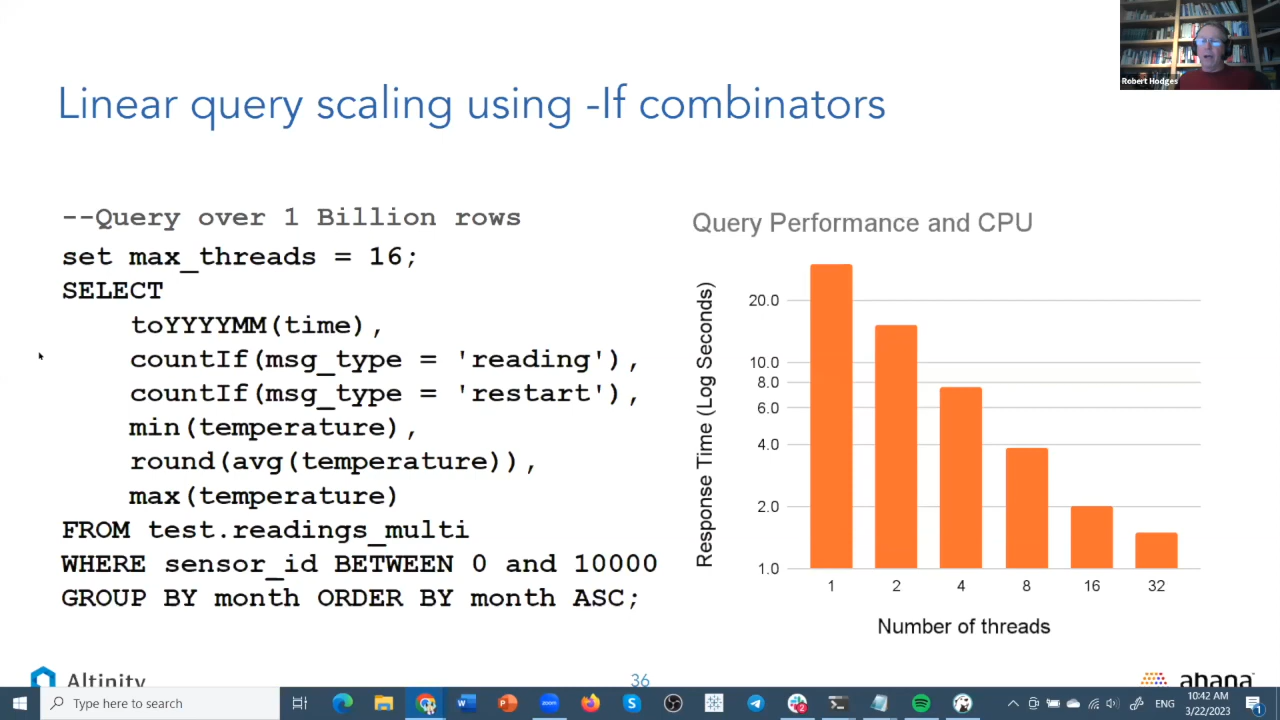 Robert Hodges
Linear query scaling using -If combinators
--Query over 1 Billion rows
set max_threads = 16;
SELECT
toYYYYMM(time),
countIf(msg_type = 'reading'),
countIf(msg_type = 'restart'),
min(temperature),
round(avg(temperature)),
max(temperature)
FROM test.readings_multi
WHERE sensor_id BETWEEN 0 and 10000
GROUP BY month ORDER BY month ASC;
Query Performance and CPU
Response Time (Log Seconds)
20.0
10.0
8.0
6.0
4.0
2.0
1.0
1 2 4 8 16 32
Number of threads
Altinity
36
ahana
Type here to search
zoom
2
ENG
10:42 AM
3/22/2023
1